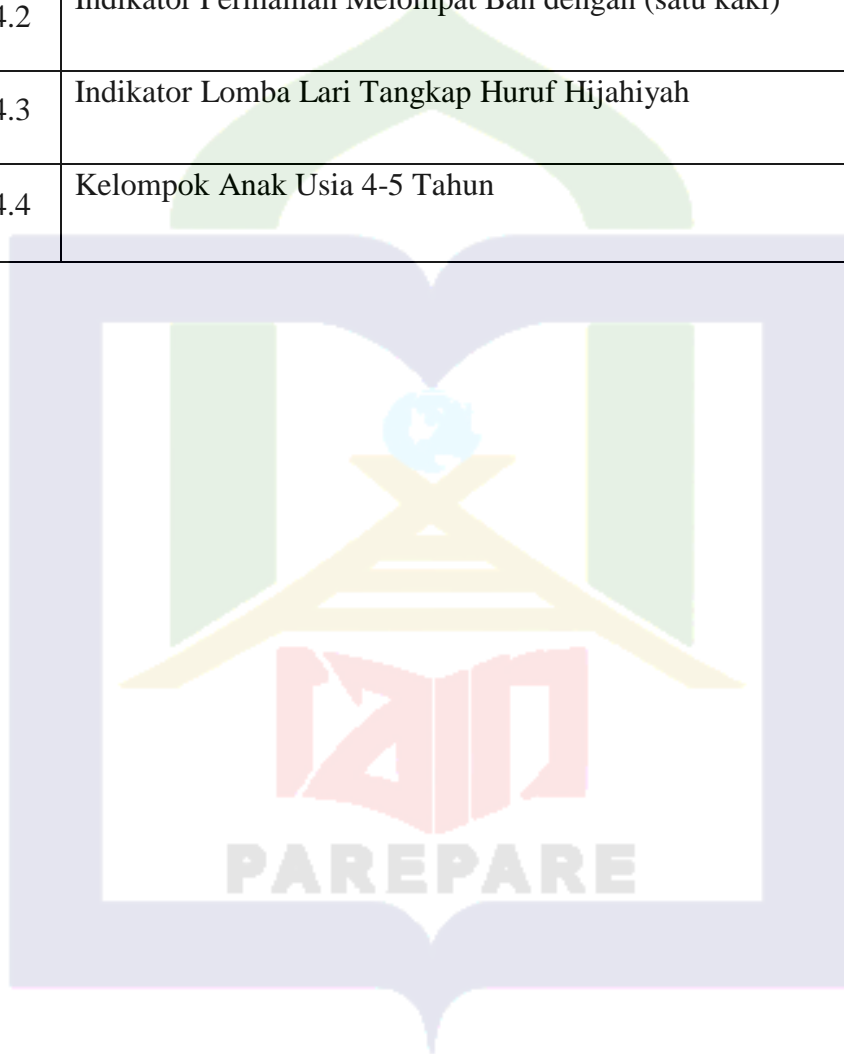 4.2 Indikator Permainan Melompat Ban dengan (satu kaki)
4.3 Indikator Lomba Lari Tangkap Huruf Hijahiyah
4.4 Kelompok Anak Usia 4-5 Tahun
iain
PAREPARE